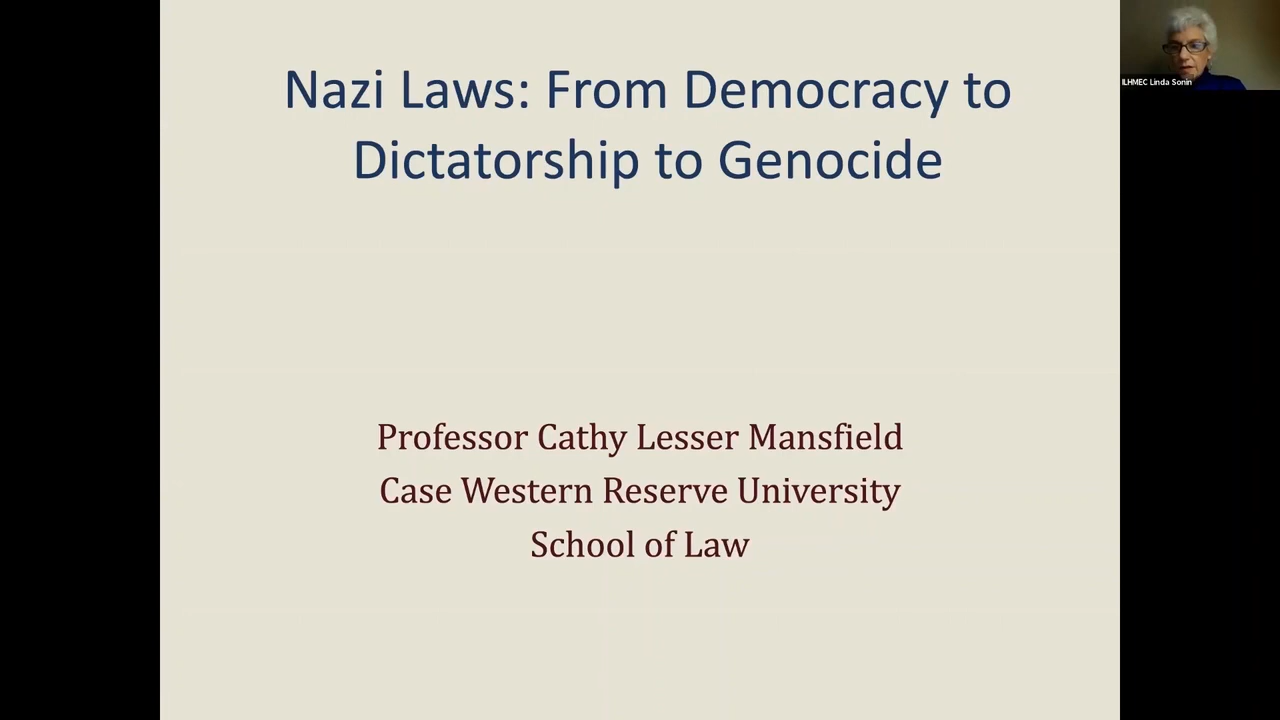 Nazi Laws: From Democracy to
Dictatorship to Genocide
Professor Cathy Lesser Mansfield
Case Western Reserve University
School of Law
ILHMEC Linda Sonin